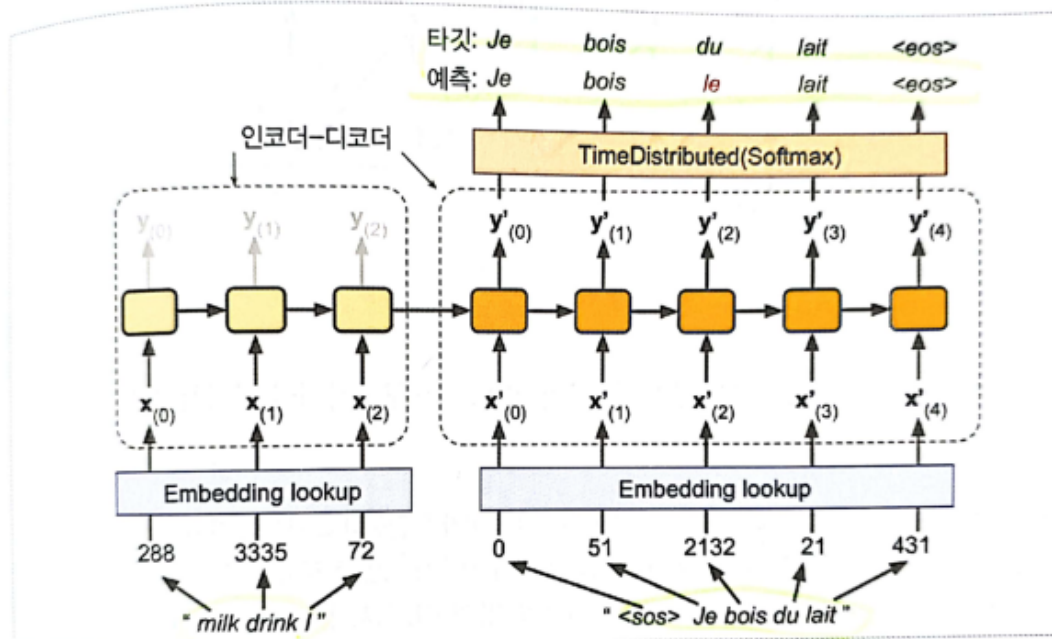 타깃: Je bois du lait <eos>
예측: Je bois le lait <eos>
인코더–디코더
TimeDistributed(Softmax)
y(0) y(1) y(2) y'(0) y'(1) y'(2) y'(3) y'(4)
x(0) x(1) x(2) x'(0) x'(1) x'(2) x'(3) x'(4)
Embedding lookup Embedding lookup
288 3335 72 0 51 2132 21 431
" milk drink I " " <sos> Je bois du lait "